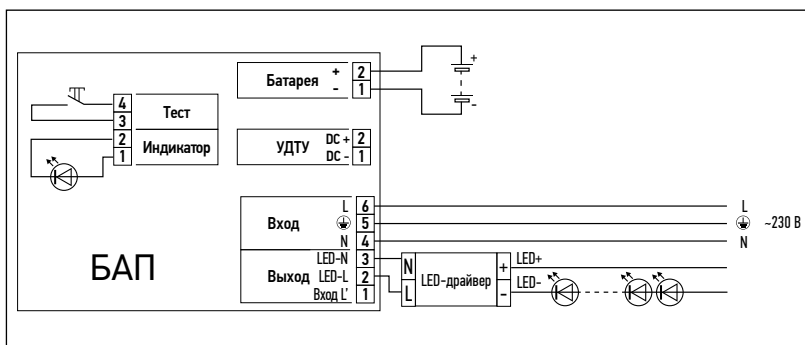 Батарея + 2
- 1
4 Тест
3
2 Индикатор
1
УДТУ DC + 2
DC - 1
+
-
Вход L 6
5
N 4
Выход LED-N 3
LED-L 2
Вход L' 1
БАП
N LED-драйвер + LED+
L - LED-
L
~230 В
N